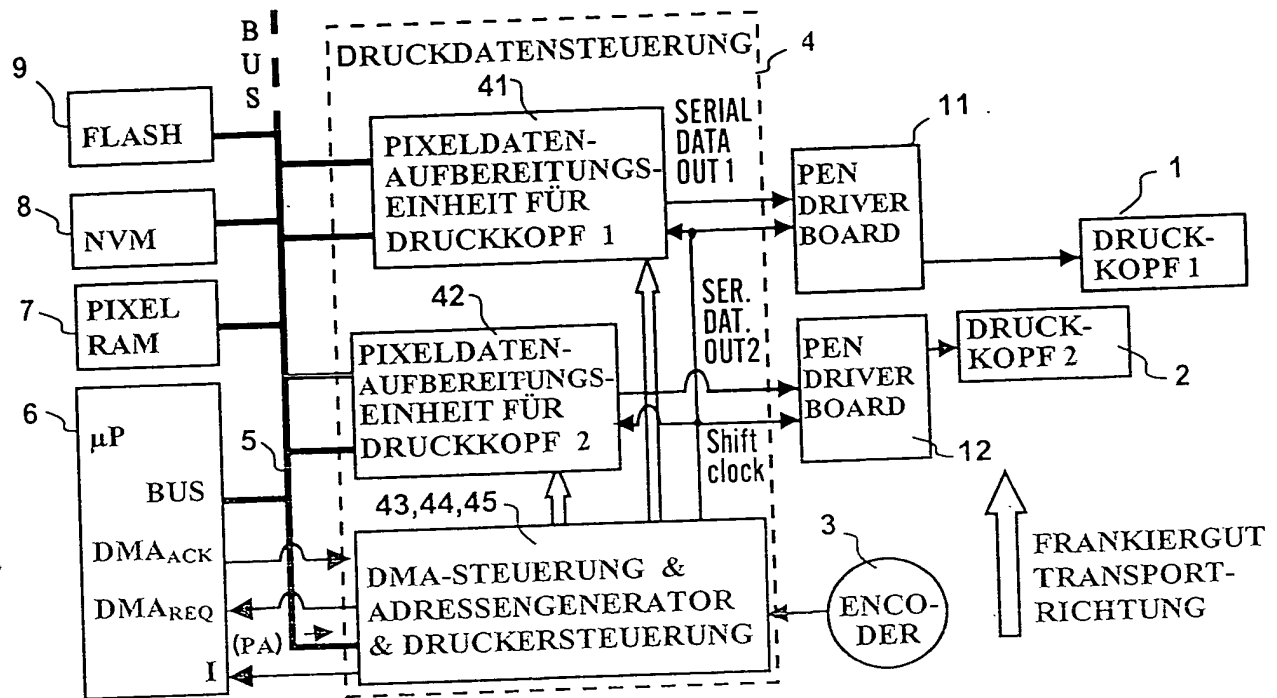 B
U
S
DRUCKDATENSTEUERUNG
4
9
FLASH
41
PIXELDATEN-
AUFBEREITUNGS-
EINHEIT FÜR
DRUCKKOPF 1
SERIAL
DATA
OUT1
11
PEN
DRIVER
BOARD
1
DRUCK-
KOPF 1
8
NVM
7
PIXEL
RAM
42
PIXELDATEN-
AUFBEREITUNGS-
EINHEIT FÜR
DRUCKKOPF 2
SER.
DAT.
OUT2
PEN
DRIVER
BOARD
12
DRUCK-
KOPF 2
2
Shift
clock
6
µP
5
BUS
DMAACK
DMAREQ
(PA)
I
43,44,45
DMA-STEUERUNG &
ADRESSENGENERATOR
& DRUCKERSTEUERUNG
3
ENCO-
DER
FRANKIERGUT
TRANSPORT-
RICHTUNG